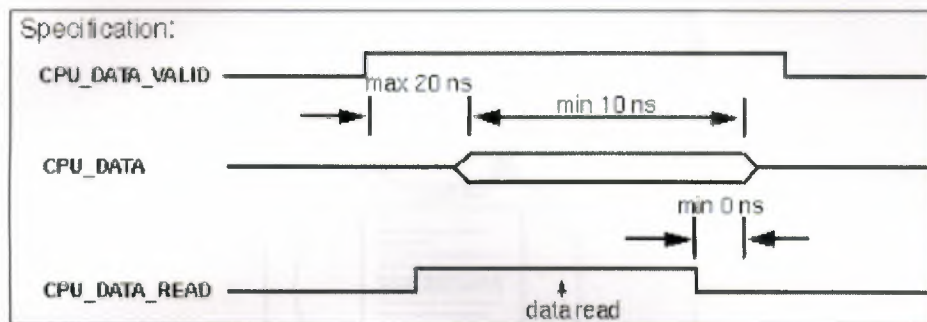 Specification:
CPU_DATA_VALID
max 20 ns
min 10 ns
CPU_DATA
min 0 ns
CPU_DATA_READ
data read